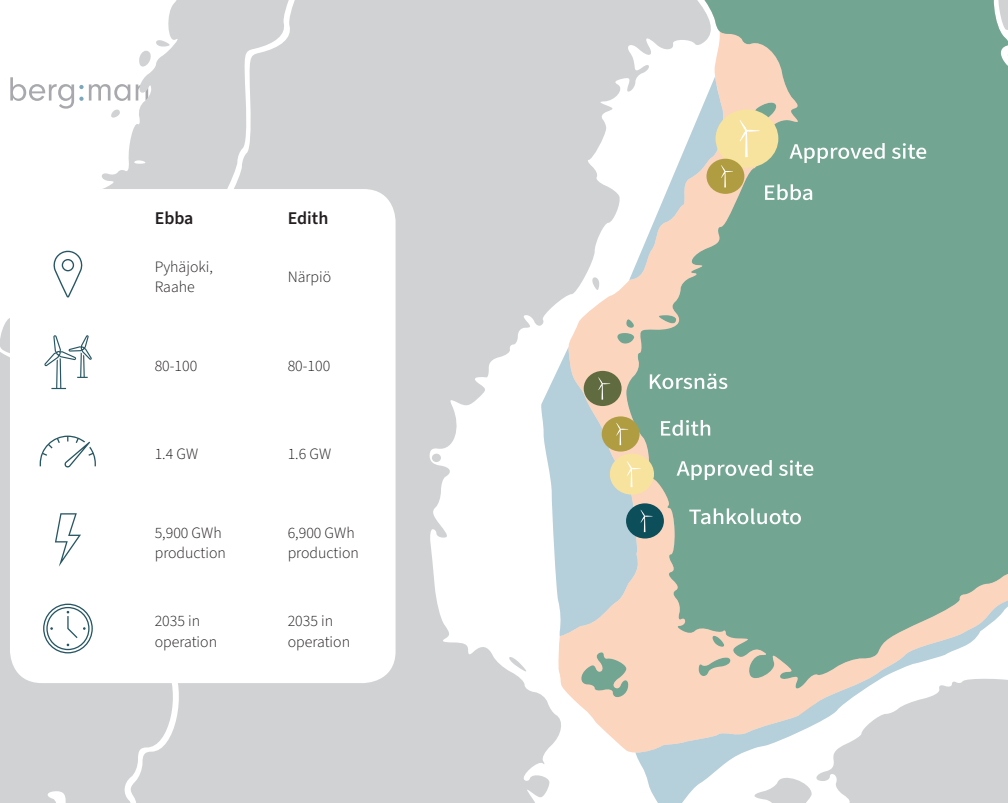 berg:man
Approved site
Ebba
Ebba Edith
Pyhäjoki,
Raahe
Närpiö
80-100 80-100
1.4 GW 1.6 GW
5,900 GWh
production
6,900 GWh
production
2035 in
operation
2035 in
operation
Korsnäs
Edith
Approved site
Tahkoluoto